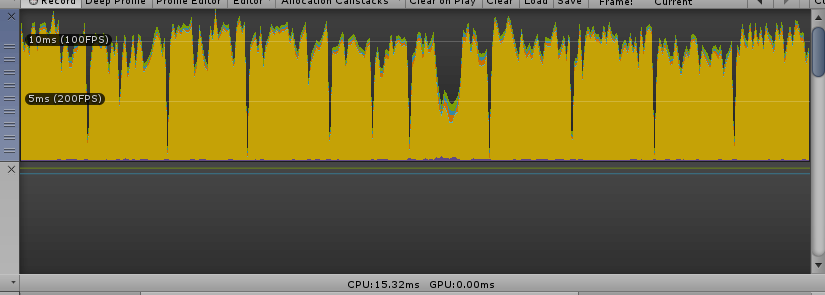 Record Deep Profile Profile Editor Editor Allocation Callstacks Clear on Play Clear Load Save Frame: Current
10ms (100FPS)
5ms (200FPS)
CPU:15.32ms GPU:0.00ms